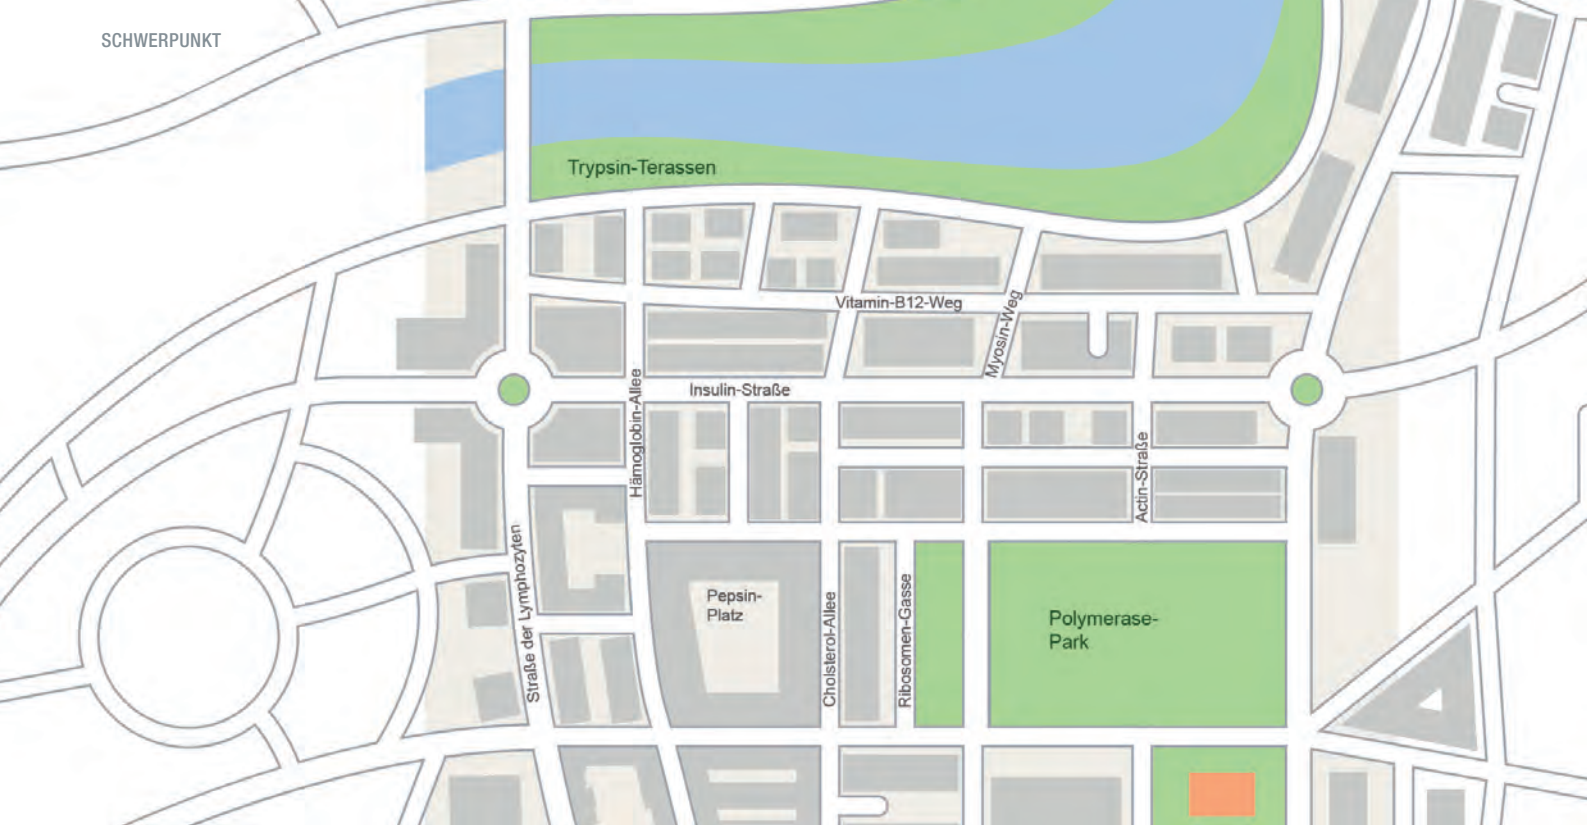 SCHWERPUNKT
Trypsin-Terassen
Vitamin-B12-Weg
Myosin-Weg
Insulin-Straße
Hämoglobin-Allee
Actin-Straße
Straße der Lymphozyten
Pepsin-
Platz
Cholsterol-Allee
Ribosomen-Gasse
Polymerase-
Park